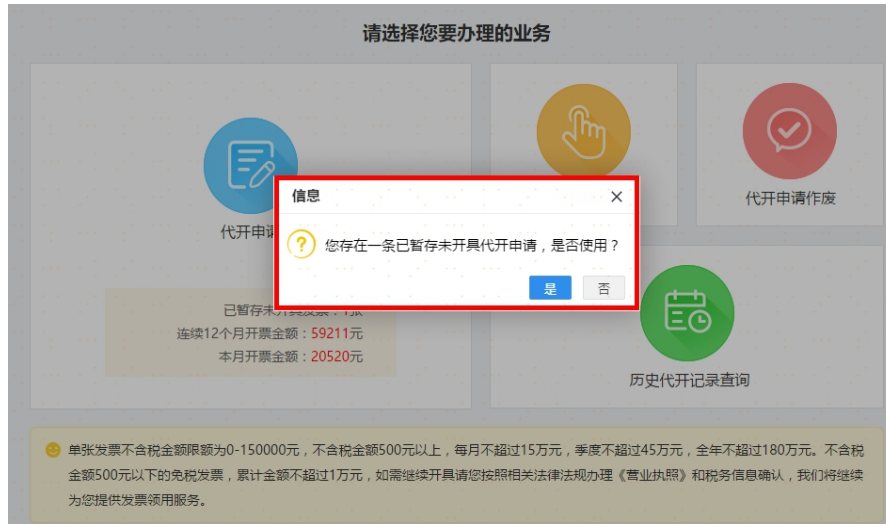 请选择您要办理的业务
代开申请作废
信息
代开申
您存在一条已暂存未开具代开申请，是否使用？
是 否
已暂存未开具发票：1张
连续12个月开票金额：59211元
本月开票金额：20520元
历史代开记录查询
单张发票不含税金额限额为0-150000元，不含税金额500元以上，每月不超过15万元，季度不超过45万元，全年不超过180万元。不含税
金额500元以下的免税发票，累计金额不超过1万元，如需继续开具请您按照相关法律法规办理《营业执照》和税务信息确认，我们将继续
为您提供发票领用服务。